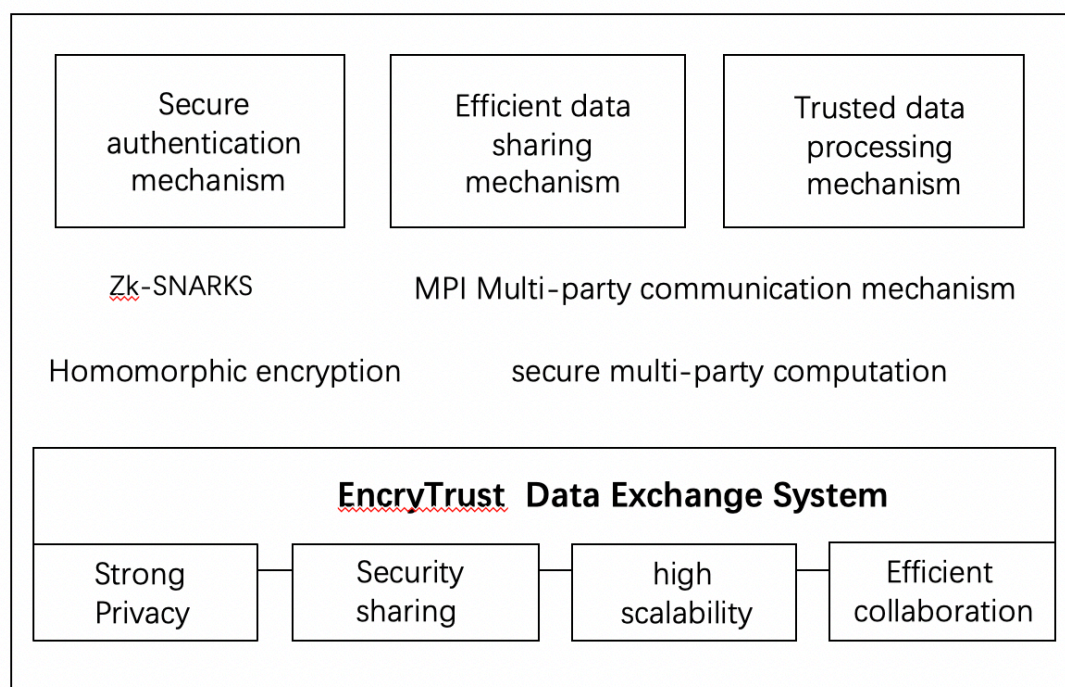 Secure
authentication
mechanism
Efficient data
sharing
mechanism
Trusted data
processing
mechanism
Zk-SNARKS
MPI Multi-party communication mechanism
Homomorphic encryption
secure multi-party computation
EncryTrust Data Exchange System
Strong
Privacy
Security
sharing
high
scalability
Efficient
collaboration